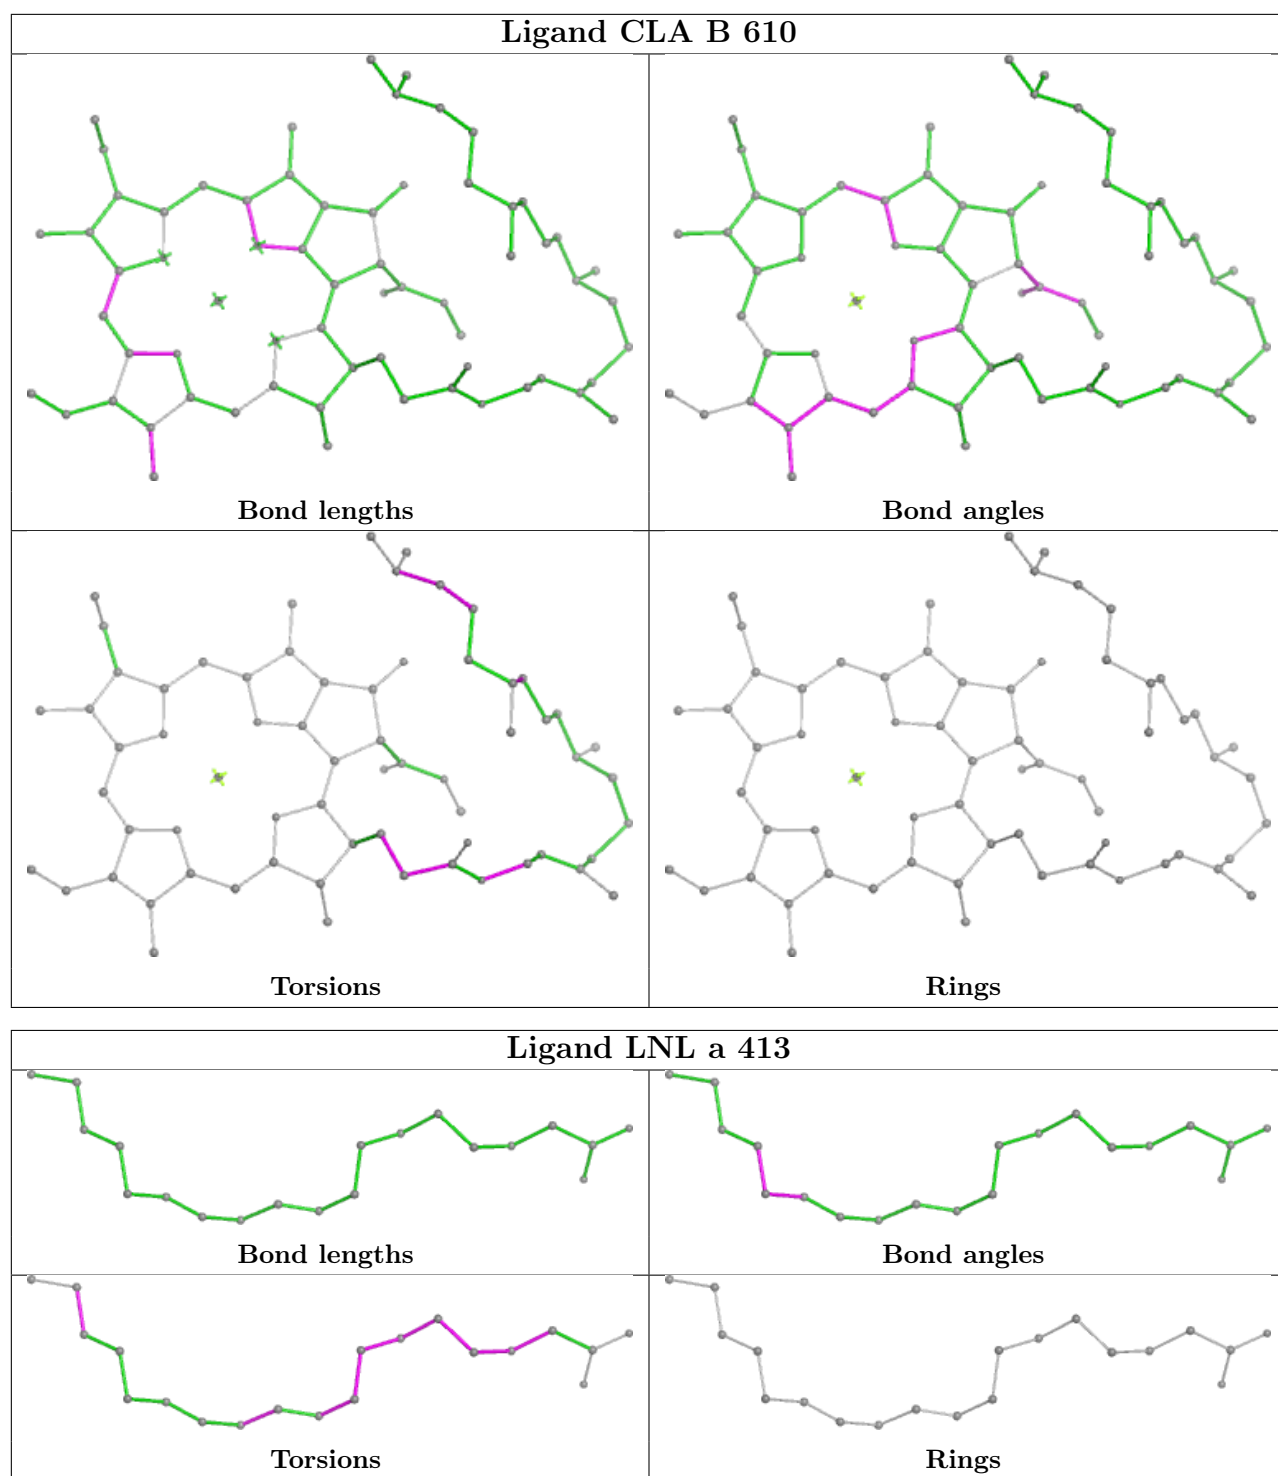 Ligand CLA B 610
Bond lengths
Bond angles
Torsions
Rings
Ligand LNL a 413
Bond lengths
Bond angles
Torsions
Rings